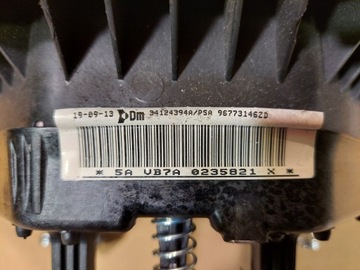 19-09-13 Dm 34124394A/PSA 96773146ZD
* 5A VB7A 0235821 X *